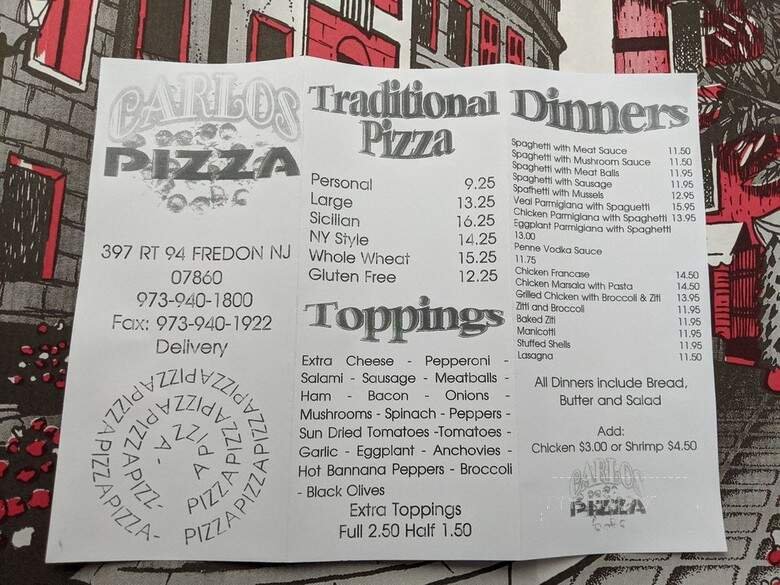 CARLOS
PIZZA
397 RT 94 FREDON NJ
07860
973-940-1800
Fax: 973-940-1922
Delivery
PIZZAPIZZAPIZZAPIZZAPIZZA-
PIZZAPIZZAPIZZ
PIZZA-
A PIZZA-
Traditional
Pizza
Personal 9.25
Large 13.25
Sicilian 16.25
NY Style 14.25
Whole Wheat 15.25
Gluten Free 12.25
Toppings
Extra Cheese - Pepperoni -
Salami - Sausage - Meatballs -
Ham - Bacon - Onions -
Mushrooms - Spinach - Peppers -
Sun Dried Tomatoes -Tomatoes -
Garlic - Eggplant - Anchovies -
Hot Bannana Peppers - Broccoli
- Black Olives
Extra Toppings
Full 2.50 Half 1.50
Dinners
Spaghetti with Meat Sauce 11.50
Spaghetti with Mushroom Sauce 11.50
Spaghetti with Meat Balls 11.95
Spaghetti with Sausage 11.95
Spathetti with Mussels 12.95
Veal Parmigiana with Spaguetti 15.95
Chicken Parmigiana with Spaghetti 13.95
Eggplant Parmigiana with Spaghetti
13.00
Penne Vodka Sauce
11.75
Chicken Francase 14.50
Chicken Marsala with Pasta 14.50
Grilled Chicken with Broccoli & Ziti 13.95
Zitti and Broccoli 11.95
Baked Ziti 11.95
Manicotti 11.95
Stuffed Shells 11.95
Lasagna 11.50
All Dinners include Bread,
Butter and Salad
Add:
Chicken $3.00 or Shrimp $4.50
CARLOS
PIZZA